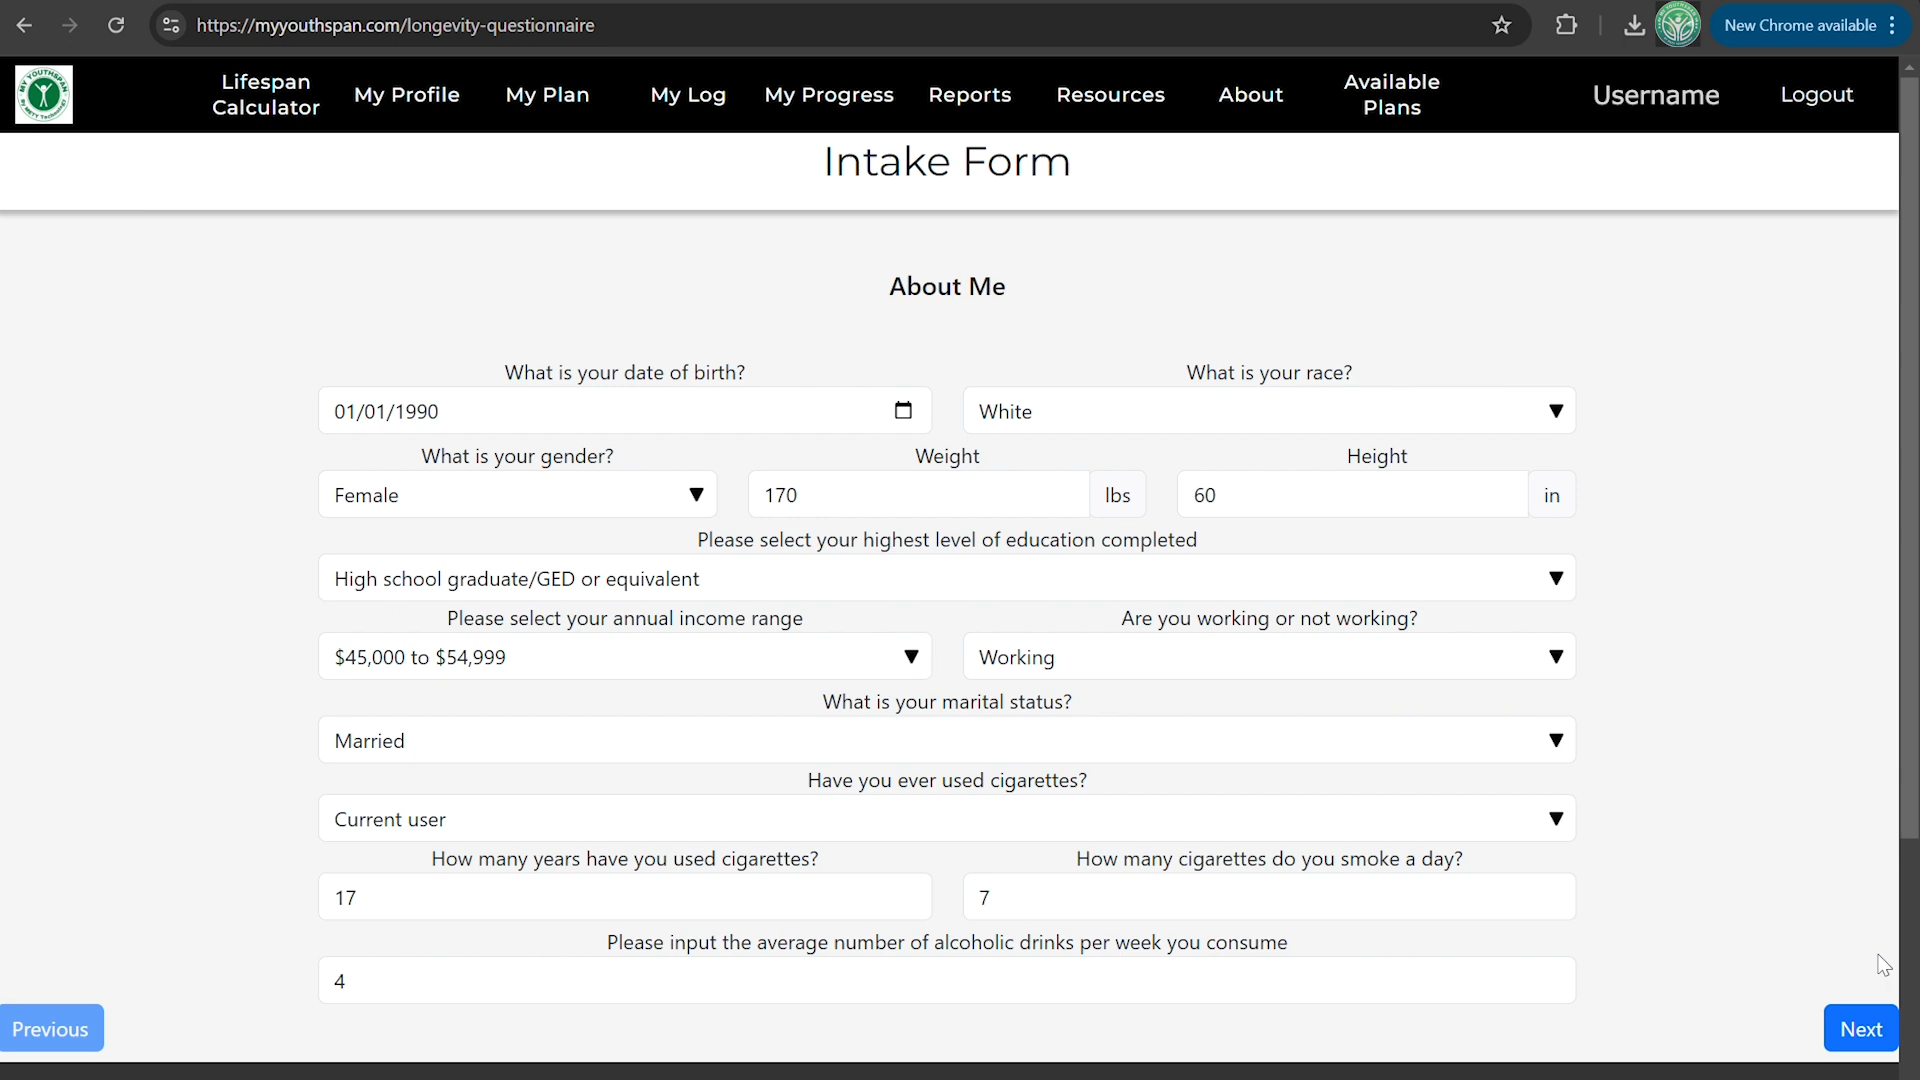 https://myyouthspan.com/longevity-questionnaire
New Chrome available
Lifespan Calculator
My Profile
My Plan
My Log
My Progress
Reports
Resources
About
Available Plans
Username
Logout
Intake Form
About Me
What is your date of birth?
What is your race?
01/01/1990
White
What is your gender?
Weight
Height
Female
170
lbs
60
in
Please select your highest level of education completed
High school graduate/GED or equivalent
Please select your annual income range
Are you working or not working?
$45,000 to $54,999
Working
What is your marital status?
Married
Have you ever used cigarettes?
Current user
How many years have you used cigarettes?
How many cigarettes do you smoke a day?
17
7
Please input the average number of alcoholic drinks per week you consume
4
Previous
Next